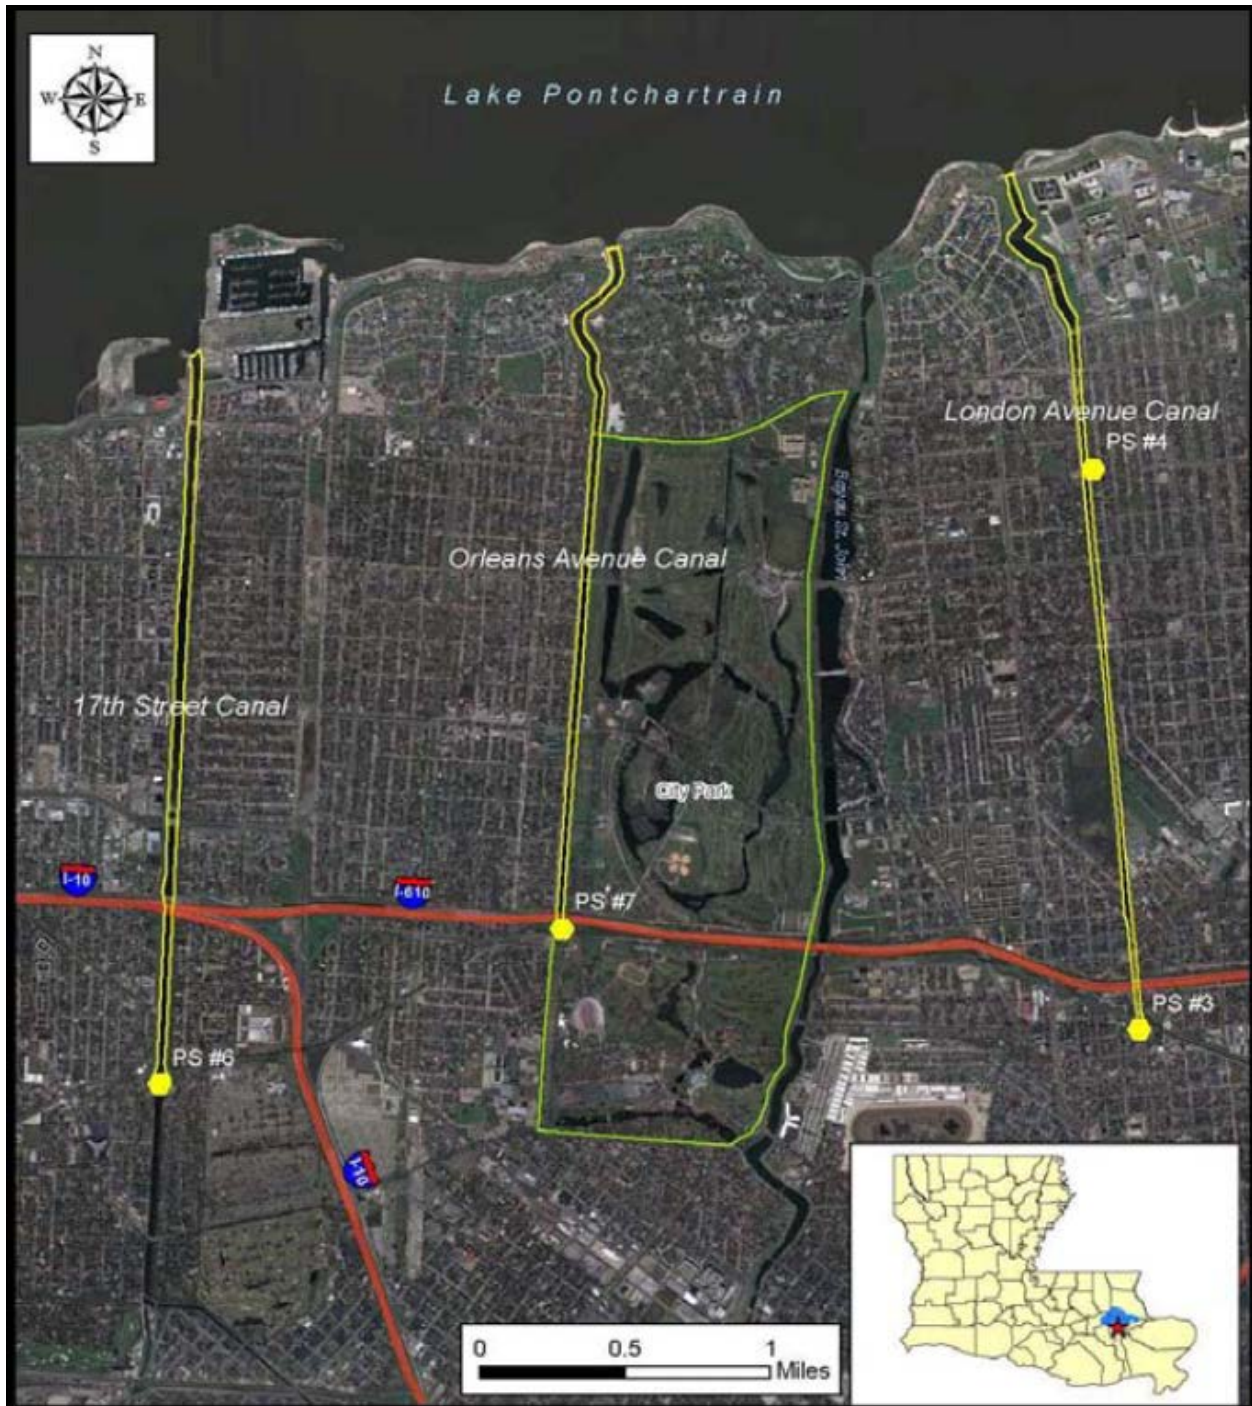 N
W E
S
Lake Pontchartrain
London Avenue Canal
PS #4
Bayou St. John
Orleans Avenue Canal
17th Street Canal
City Park
I-10
I-610
PS #7
PS #3
PS #6
I-10
0 0.5 1
Miles